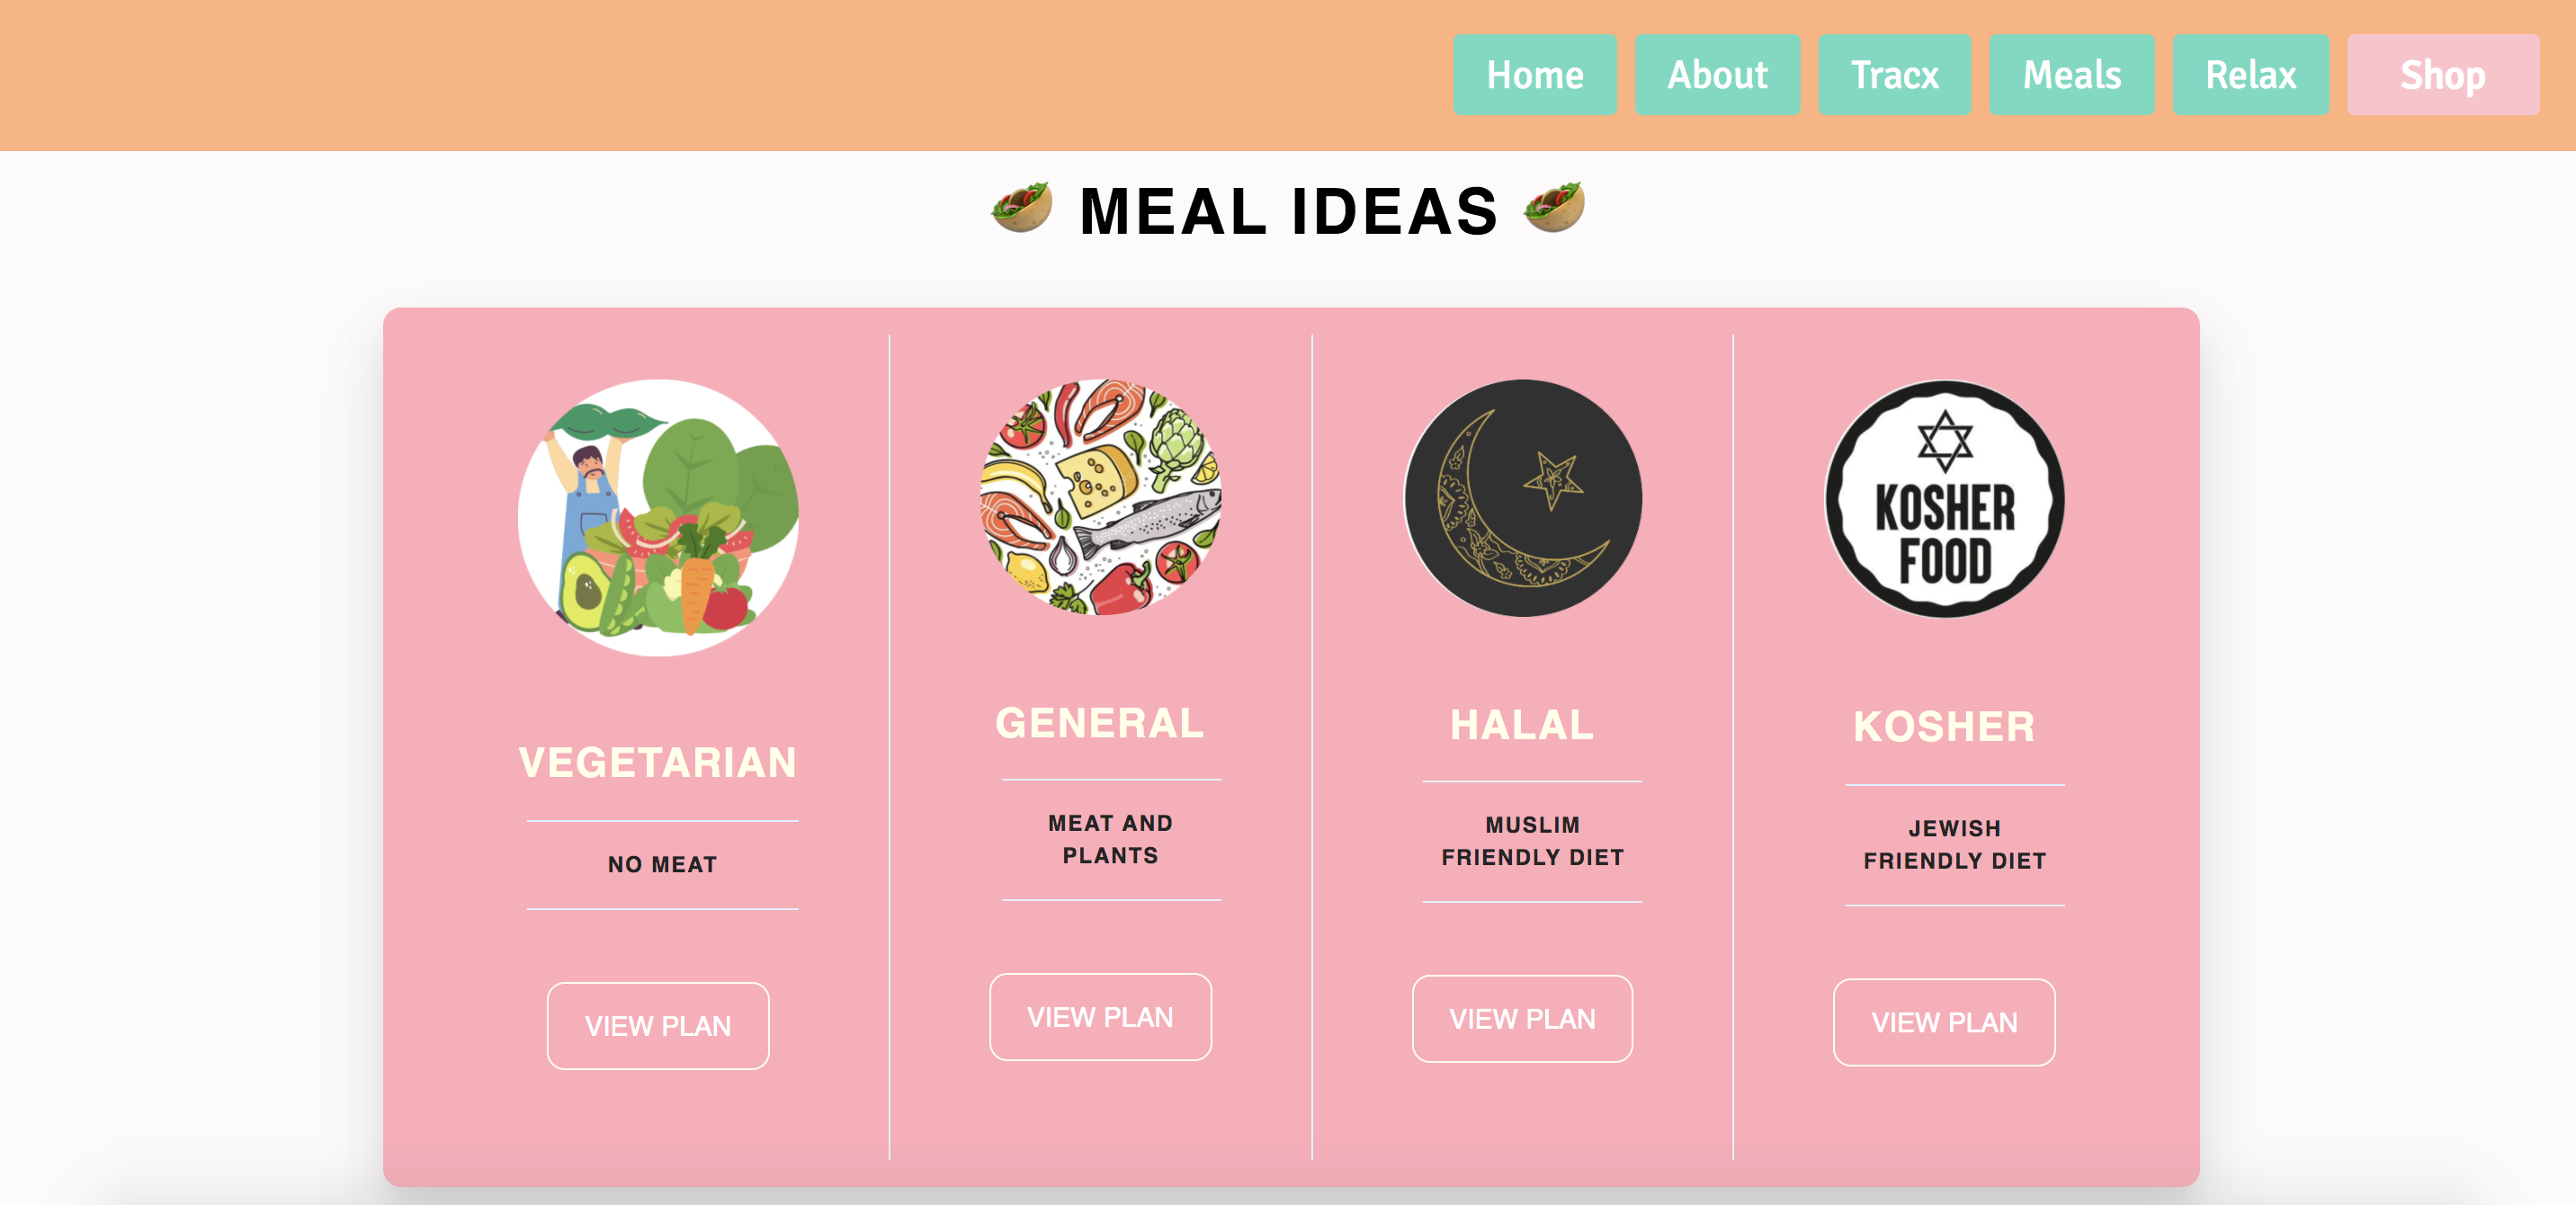 Home About Tracx Meals Relax Shop
MEAL IDEAS
KOSHER
FOOD
VEGETARIAN
NO MEAT
VIEW PLAN
GENERAL
MEAT AND
PLANTS
VIEW PLAN
HALAL
MUSLIM
FRIENDLY DIET
VIEW PLAN
KOSHER
JEWISH
FRIENDLY DIET
VIEW PLAN